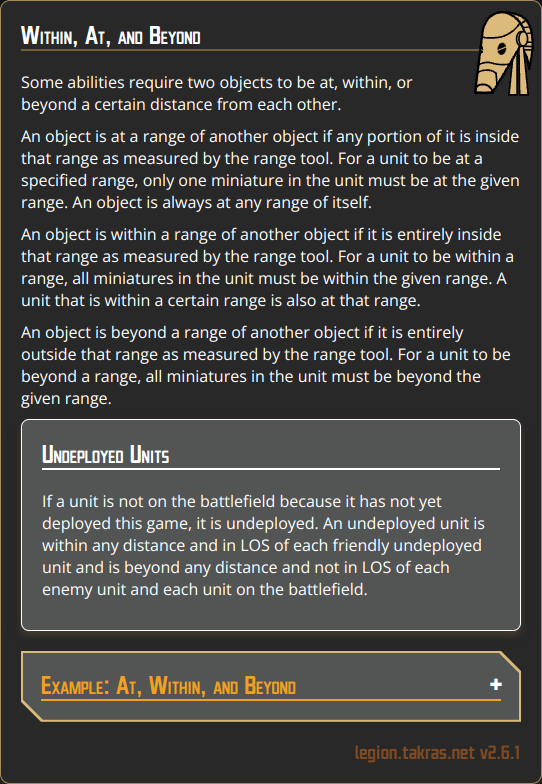 Within, At, and Beyond
Some abilities require two objects to be at, within, or
beyond a certain distance from each other.
An object is at a range of another object if any portion of it is inside
that range as measured by the range tool. For a unit to be at a
specified range, only one miniature in the unit must be at the given
range. An object is always at any range of itself.
An object is within a range of another object if it is entirely inside
that range as measured by the range tool. For a unit to be within a
range, all miniatures in the unit must be within the given range. A
unit that is within a certain range is also at that range.
An object is beyond a range of another object if it is entirely
outside that range as measured by the range tool. For a unit to be
beyond a range, all miniatures in the unit must be beyond the
given range.
Undeployed Units
If a unit is not on the battlefield because it has not yet
deployed this game, it is undeployed. An undeployed unit is
within any distance and in LOS of each friendly undeployed
unit and is beyond any distance and not in LOS of each
enemy unit and each unit on the battlefield.
Example: At, Within, and Beyond +
legion.takras.net v2.6.1